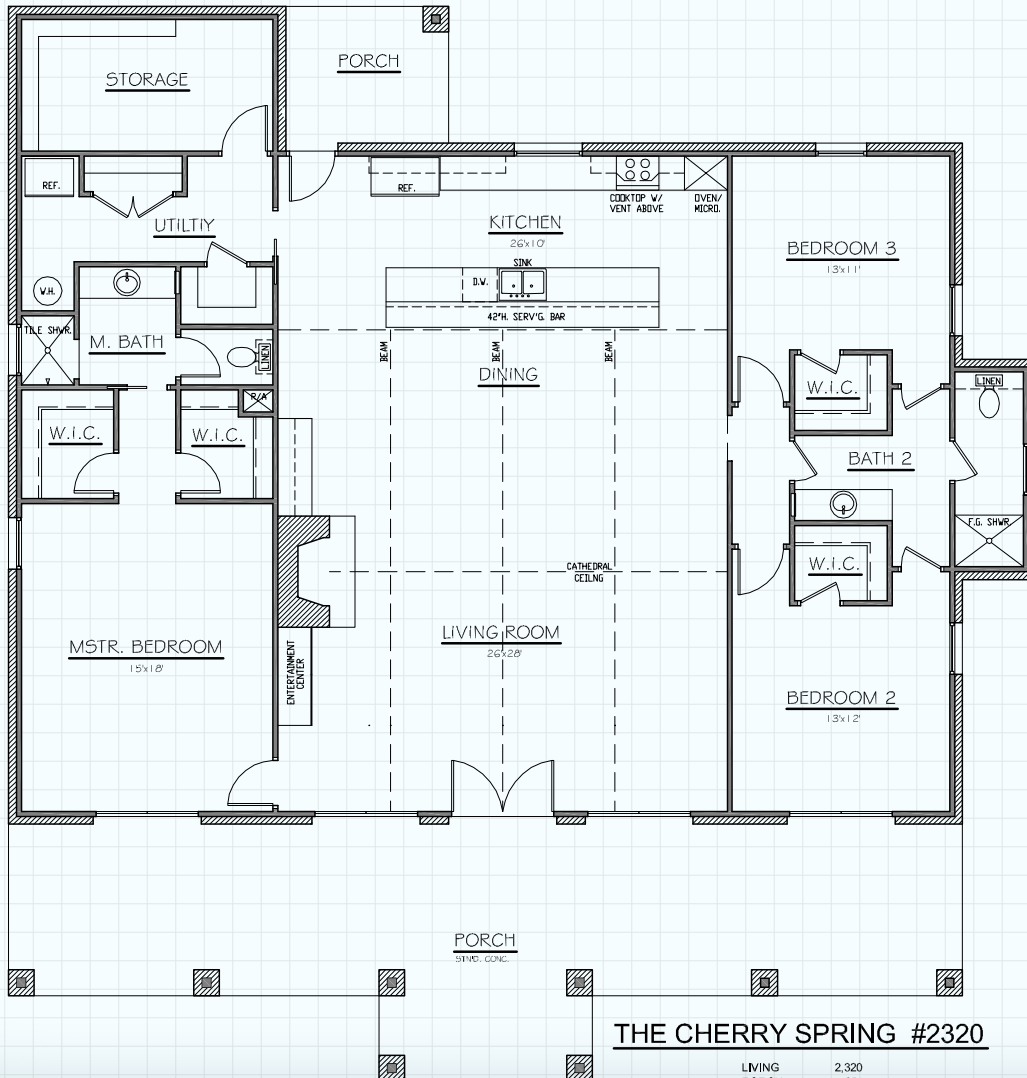 PORCH
STORAGE
REF.
REF.
COOKTOP W/
VENT ABOVE
OVEN/
MICRO.
UTILTIY
KITCHEN
26'x10'
BEDROOM 3
13'x11'
SINK
D.W.
W.H.
42"H. SERV'G. BAR
TILE SHWR.
M. BATH
LINEN
BEAM
BEAM
BEAM
DINING
R/A
W.I.C.
LINEN
W.I.C.
W.I.C.
BATH 2
F.G. SHWR.
W.I.C.
CATHEDRAL
CEILNG
MSTR. BEDROOM
15'x18'
ENTERTAINMENT
CENTER
LIVING ROOM
26'x28'
BEDROOM 2
13'x12'
PORCH
STN'D. CONC.
THE CHERRY SPRING #2320
LIVING 2,320